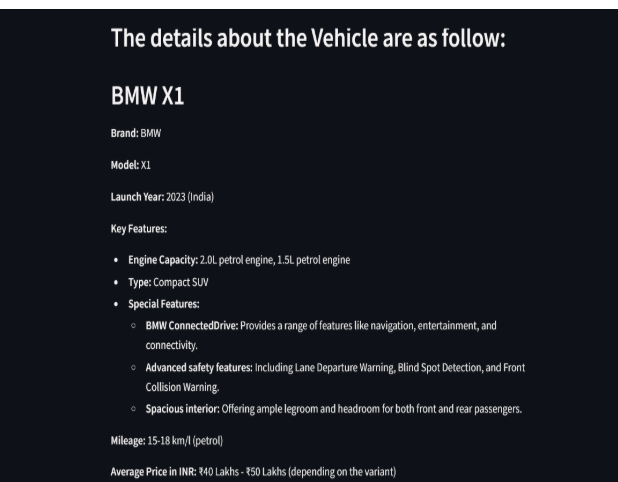 The details about the Vehicle are as follow:
BMW X1
Brand: BMW
Model: X1
Launch Year: 2023 (India)
Key Features:
• Engine Capacity: 2.0L petrol engine, 1.5L petrol engine
• Type: Compact SUV
• Special Features:
○ BMW ConnectedDrive: Provides a range of features like navigation, entertainment, and
connectivity.
○ Advanced safety features: Including Lane Departure Warning, Blind Spot Detection, and Front
Collision Warning.
○ Spacious interior: Offering ample legroom and headroom for both front and rear passengers.
Mileage: 15-18 km/l (petrol)
Average Price in INR: ₹40 Lakhs - ₹50 Lakhs (depending on the variant)